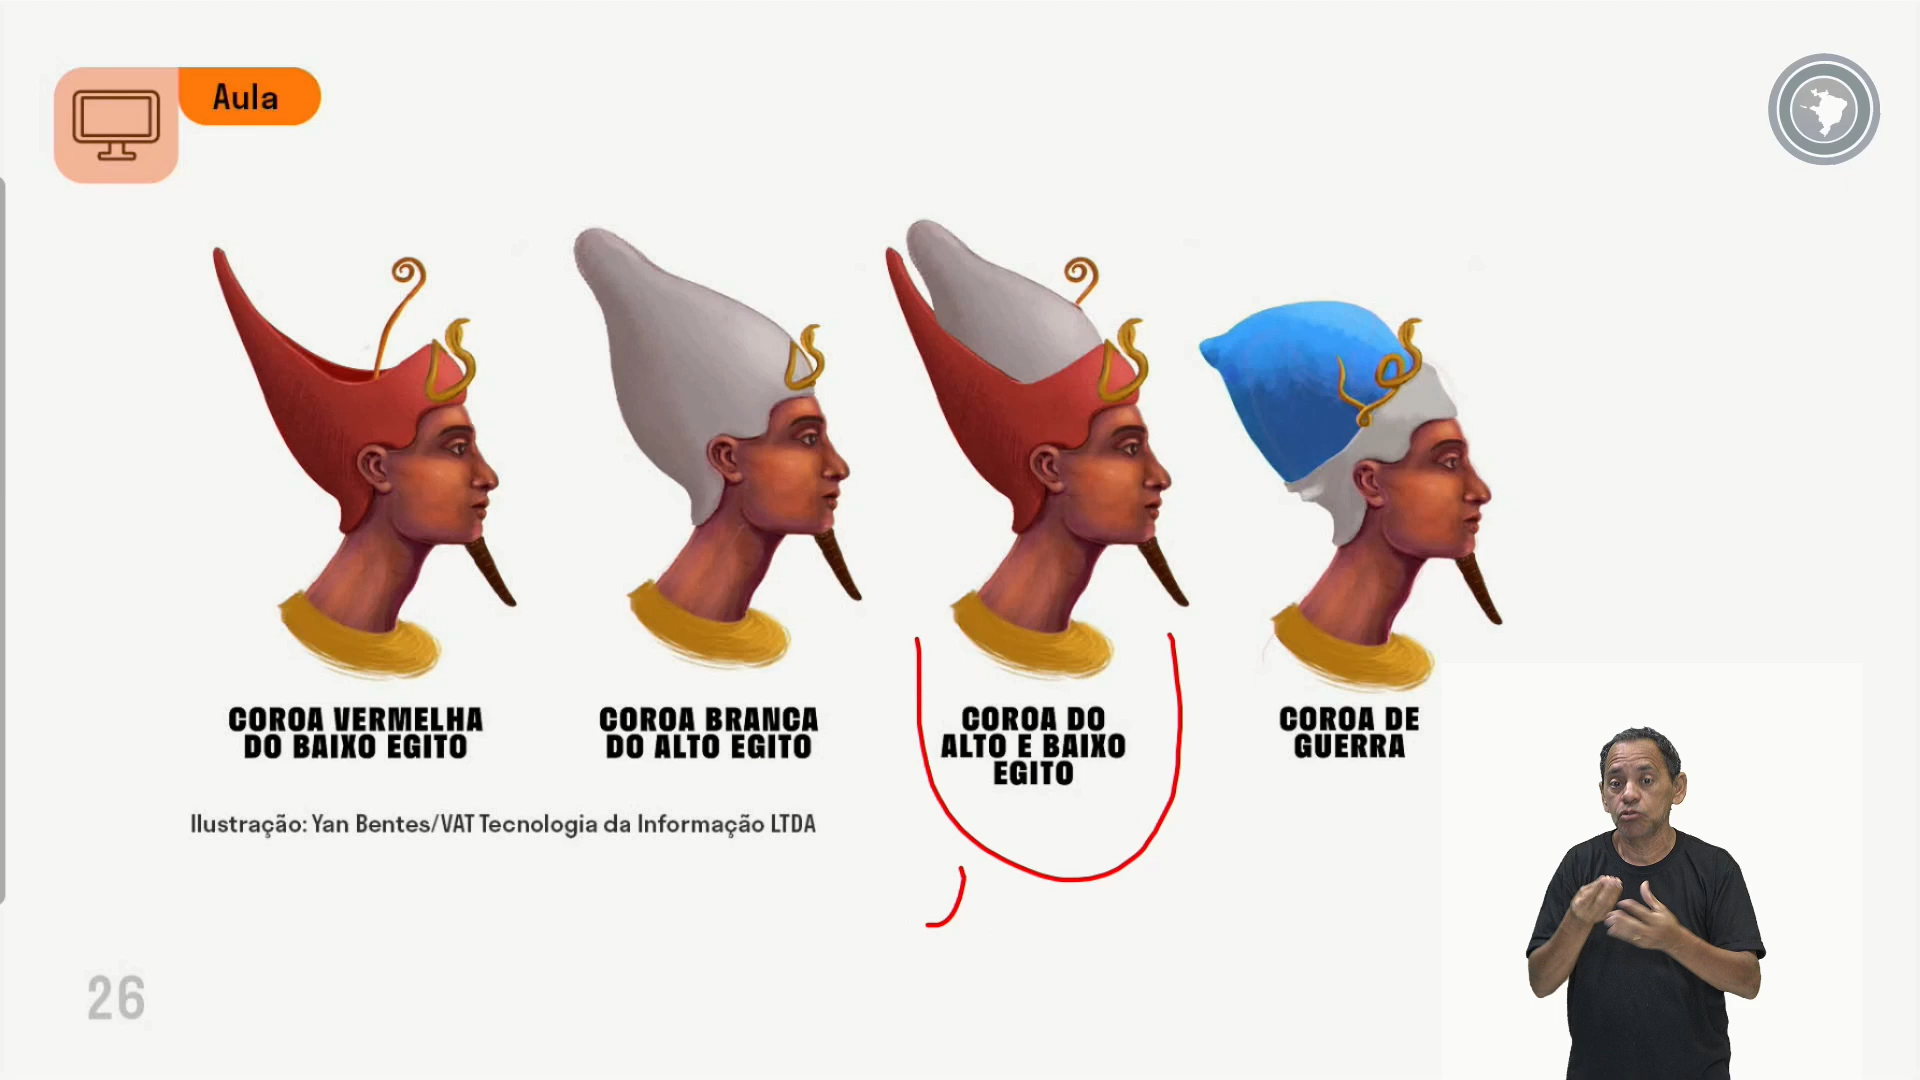 Aula
COROA VERMELHA
DO BAIXO EGITO
COROA BRANCA
DO ALTO EGITO
COROA DO
ALTO E BAIXO
EGITO
COROA DE
GUERRA
Ilustração: Yan Bentes/VAT Tecnologia da Informação LTDA
26